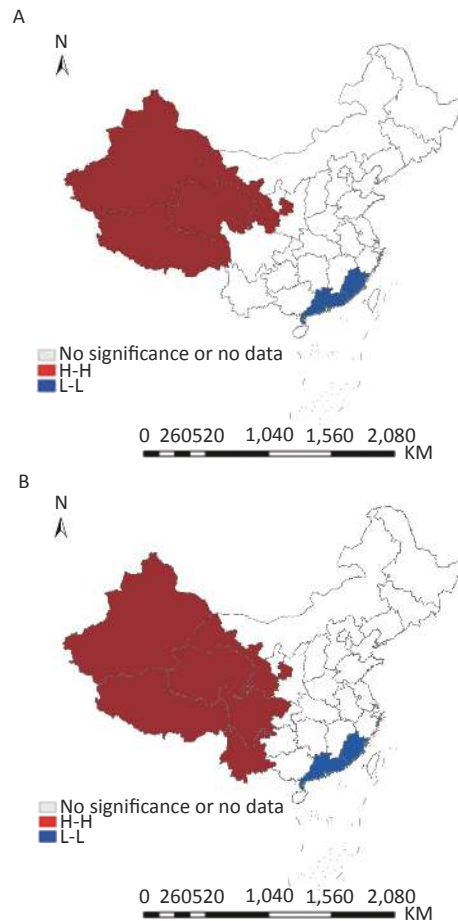 A
N
No significance or no data
H-H
L-L
0 260520 1,040 1,560 2,080
KM
B
N
No significance or no data
H-H
L-L
0 260520 1,040 1,560 2,080
KM